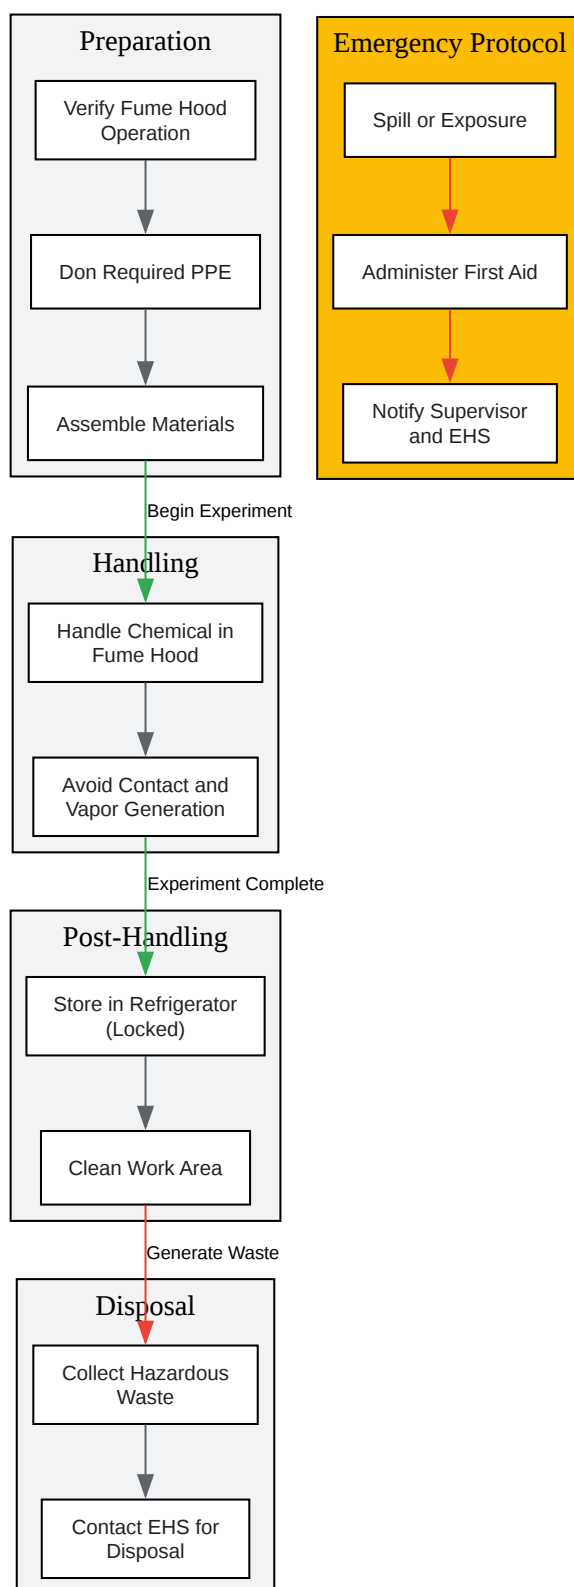 Preparation
Verify Fume Hood
Operation
Don Required PPE
Assemble Materials
Begin Experiment
Handling
Handle Chemical in
Fume Hood
Avoid Contact and
Vapor Generation
Experiment Complete
Post-Handling
Store in Refrigerator
(Locked)
Clean Work Area
Generate Waste
Disposal
Collect Hazardous
Waste
Contact EHS for
Disposal
Emergency Protocol
Spill or Exposure
Administer First Aid
Notify Supervisor
and EHS